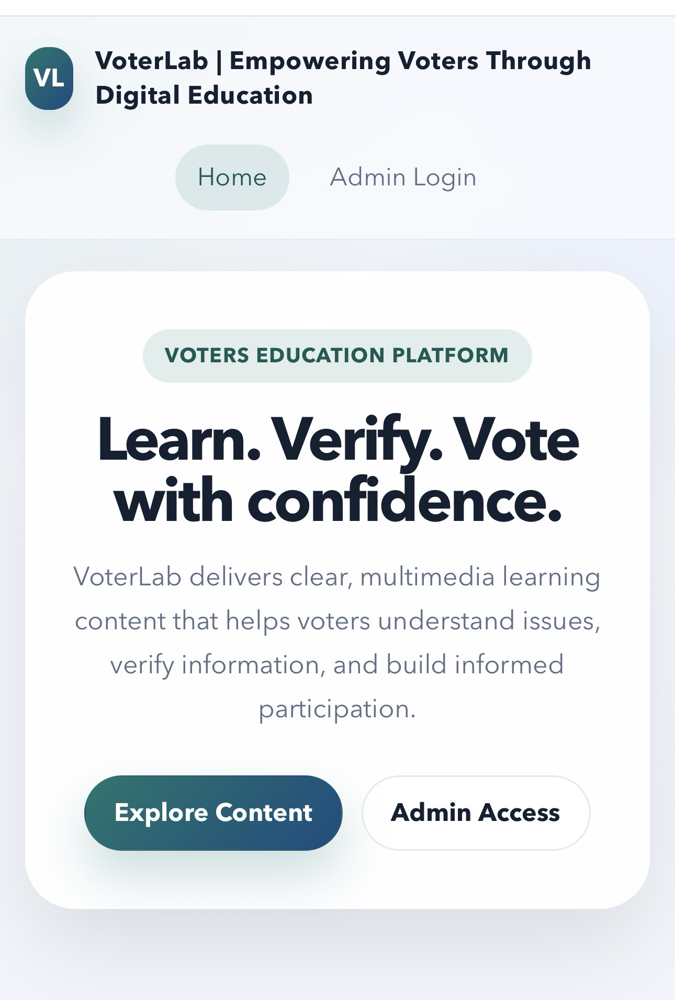 VL
VoterLab | Empowering Voters Through
Digital Education
Home
Admin Login
VOTERS EDUCATION PLATFORM
Learn. Verify. Vote
with confidence.
VoterLab delivers clear, multimedia learning
content that helps voters understand issues,
verify information, and build informed
participation.
Explore Content
Admin Access